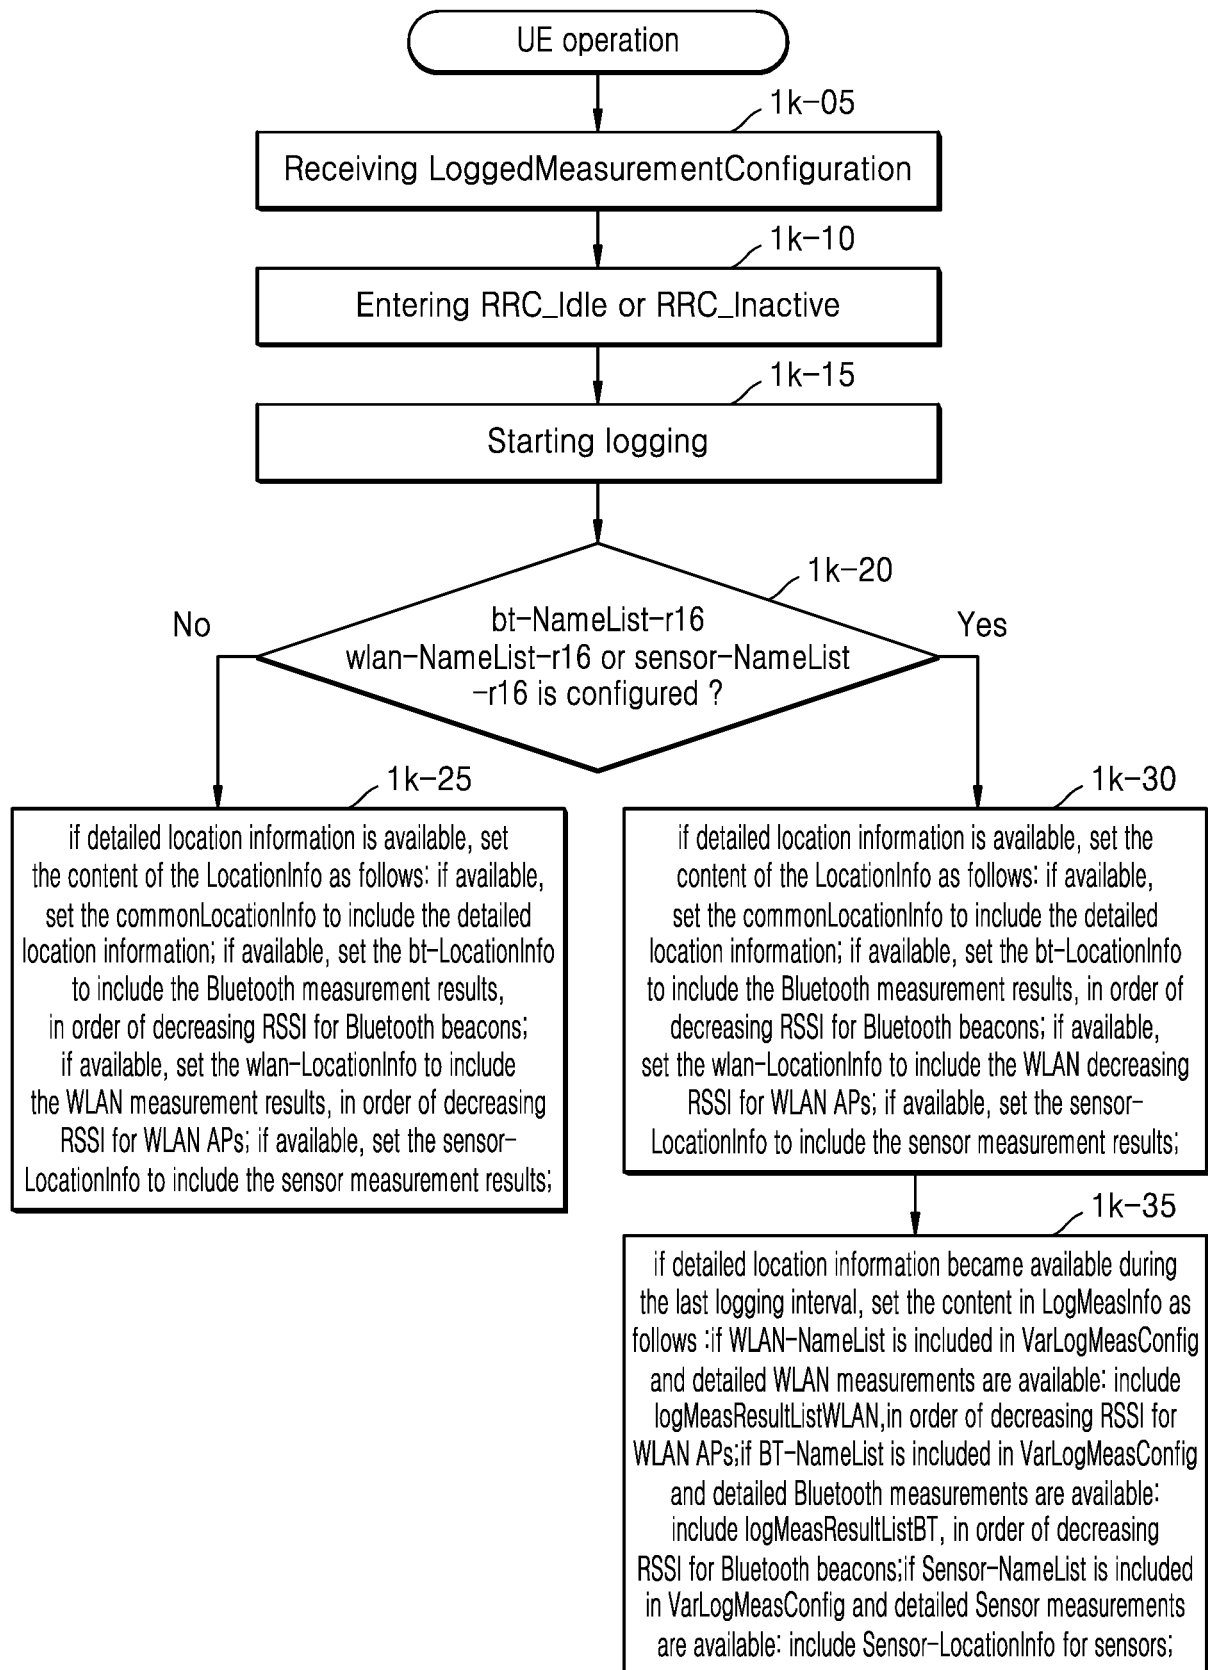 UE operation
1k-05
Receiving LoggedMeasurementConfiguration
1k-10
Entering RRC_Idle or RRC_Inactive
1k-15
Starting logging
1k-20
bt-NameList-r16
wlan-NameList-r16 or sensor-NameList
-r16 is configured ?
No
Yes
1k-25
if detailed location information is available, set
the content of the LocationInfo as follows: if available,
set the commonLocationInfo to include the detailed
location information; if available, set the bt-LocationInfo
to include the Bluetooth measurement results,
in order of decreasing RSSI for Bluetooth beacons;
if available, set the wlan-LocationInfo to include
the WLAN measurement results, in order of decreasing
RSSI for WLAN APs; if available, set the sensor-
LocationInfo to include the sensor measurement results;
1k-30
if detailed location information is available, set the
content of the LocationInfo as follows: if available,
set the commonLocationInfo to include the detailed
location information; if available, set the bt-LocationInfo
to include the Bluetooth measurement results, in order of
decreasing RSSI for Bluetooth beacons; if available,
set the wlan-LocationInfo to include the WLAN decreasing
RSSI for WLAN APs; if available, set the sensor-
LocationInfo to include the sensor measurement results;
1k-35
if detailed location information became available during
the last logging interval, set the content in LogMeasInfo as
follows :if WLAN-NameList is included in VarLogMeasConfig
and detailed WLAN measurements are available: include
logMeasResultListWLAN,in order of decreasing RSSI for
WLAN APs;if BT-NameList is included in VarLogMeasConfig
and detailed Bluetooth measurements are available:
include logMeasResultListBT, in order of decreasing
RSSI for Bluetooth beacons;if Sensor-NameList is included
in VarLogMeasConfig and detailed Sensor measurements
are available: include Sensor-LocationInfo for sensors;